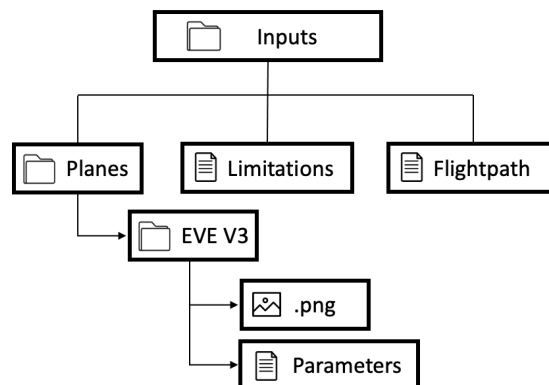 Inputs
Planes
Limitations
Flightpath
EVE V3
.png
Parameters